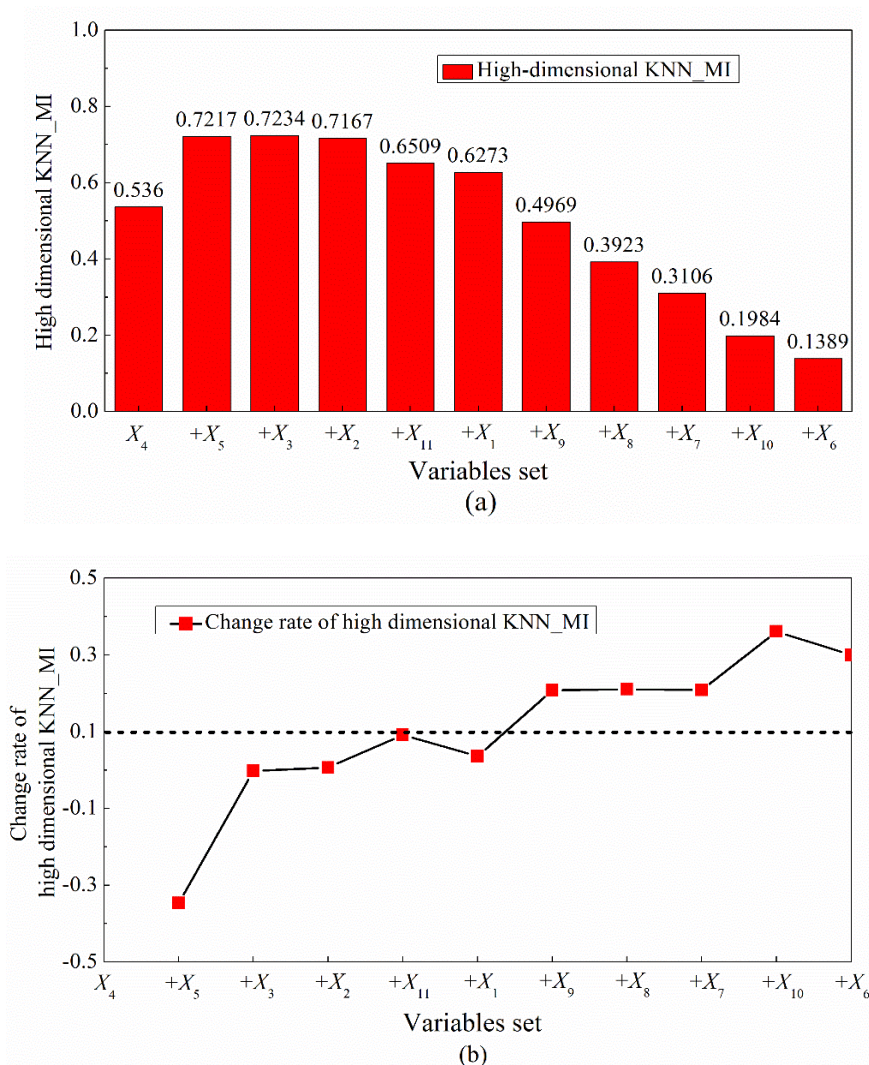 1.0
High-dimensional KNN_MI
0.8
0.7217
0.7234
0.7167
0.6509
0.6273
0.6
0.536
0.4969
0.4
0.3923
0.3106
0.2
0.1984
0.1389
0.0
High dimensional KNN_MI
X4 +X5 +X3 +X2 +X11 +X1 +X9 +X8 +X7 +X10 +X6
Variables set
(a)
0.5
Change rate of high dimensional KNN_MI
0.3
0.1
-0.1
-0.3
-0.5
Change rate of
high dimensional KNN_MI
X4 +X5 +X3 +X2 +X11 +X1 +X9 +X8 +X7 +X10 +X6
Variables set
(b)